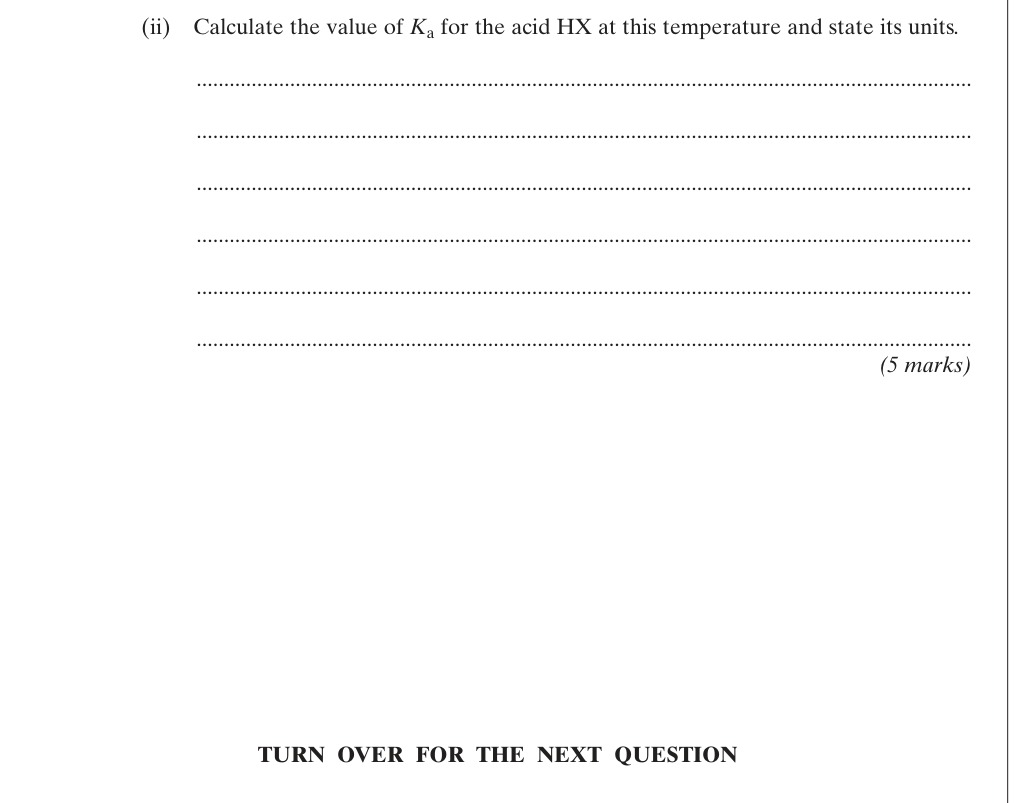 (ii) Calculate the value of Ka for the acid HX at this temperature and state its units.
(5 marks)
TURN OVER FOR THE NEXT QUESTION